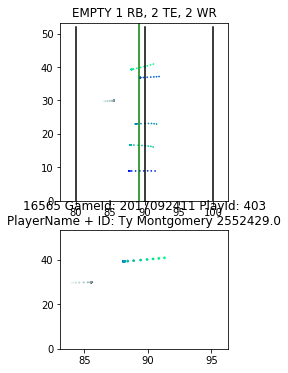 EMPTY 1 RB, 2 TE, 2 WR
50
40
30
20
10
0
80 85 90 95 100
16565 GameId: 2017092411 PlayId: 403
PlayerName + ID: Ty Montgomery 2552429.0
40
20
0
85 90 95